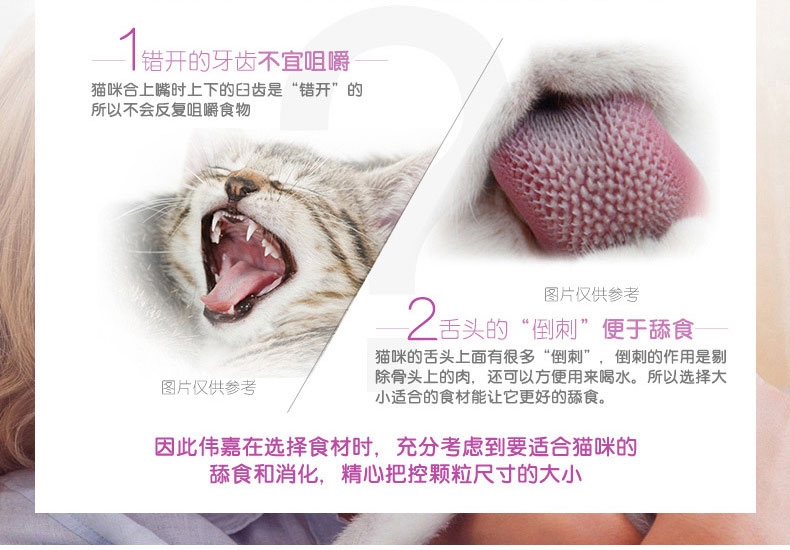 1 错开的牙齿不宜咀嚼
猫咪合上嘴时上下的臼齿是“错开”的
所以不会反复咀嚼食物
图片仅供参考
图片仅供参考
2 舌头的“倒刺”便于舔食
猫咪的舌头上面有很多“倒刺”，倒刺的作用是剔
除骨头上的肉，还可以方便用来喝水。所以选择大
小适合的食材能让它更好的舔食。
因此伟嘉在选择食材时，充分考虑到要适合猫咪的
舔食和消化，精心把控颗粒尺寸的大小